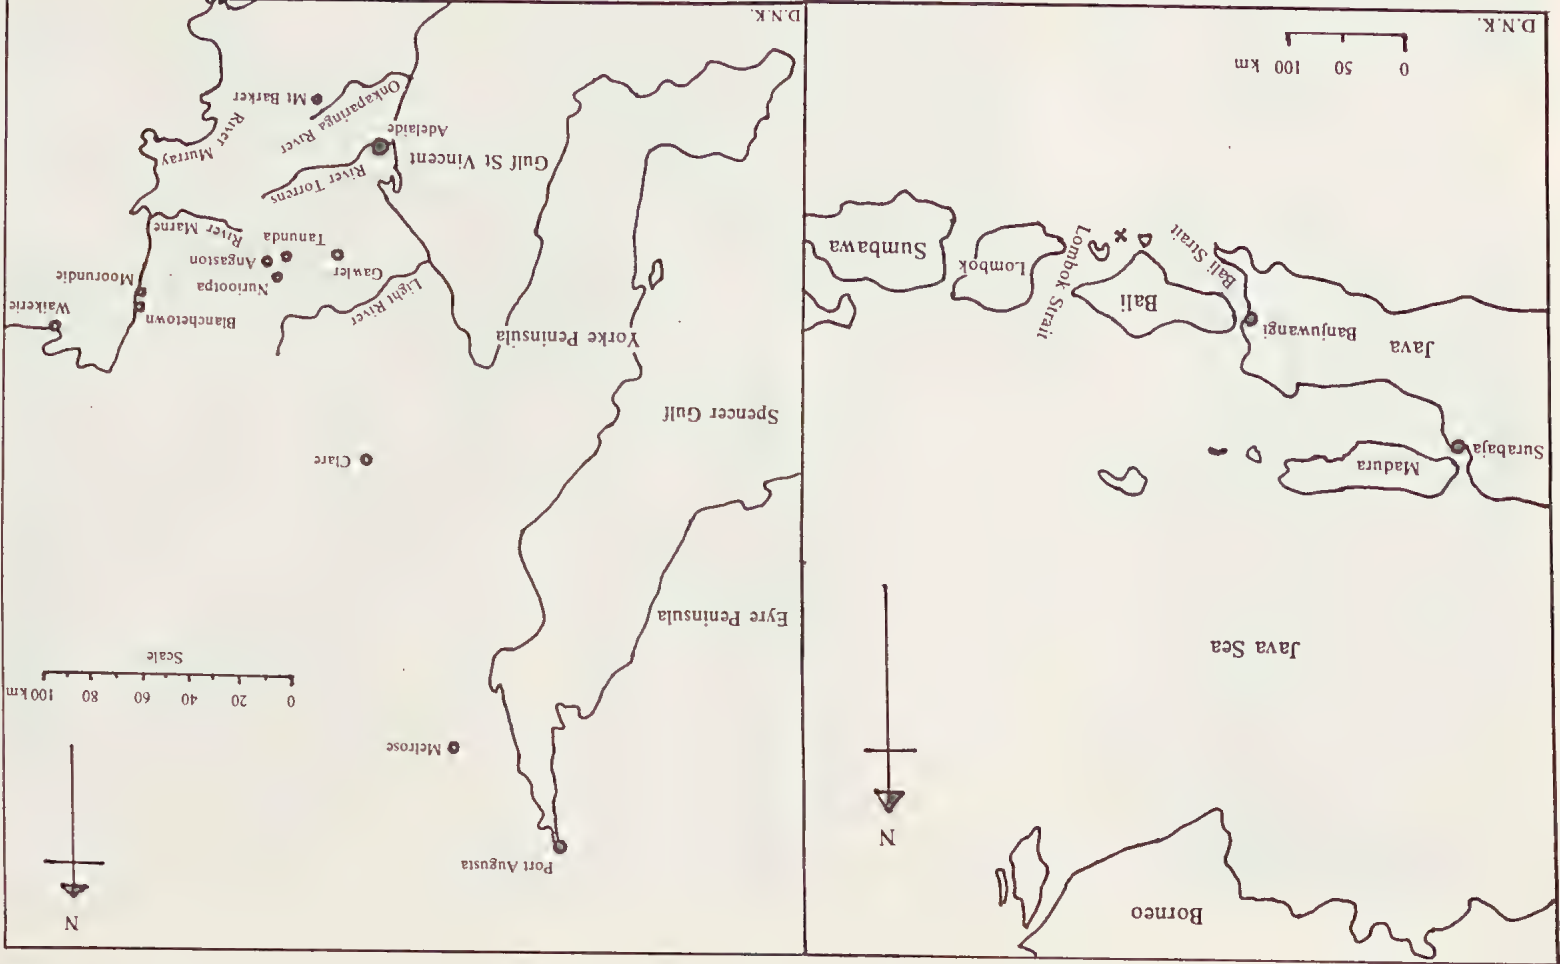 Borneo
N
Java Sea
Surabaja
Madura
Java
Banjuwangi
Bali Strait
Bali
Lombok Strait
Lombok
Sumbawa
0 50 100 km
D.N.K.
N
Port Augusta
Melrose
0 20 40 60 80 100 km
Scale
Eyre Peninsula
Clare
Spencer Gulf
Yorke Peninsula
Light River
Blanchetown
Waikerie
Moorundie
Gawler
Nuriootpa
Angaston
Tanunda
River Marne
River Torrens
Gulf St Vincent
Adelaide
River Murray
Onkaparinga River
Mt Barker
D.N.K.